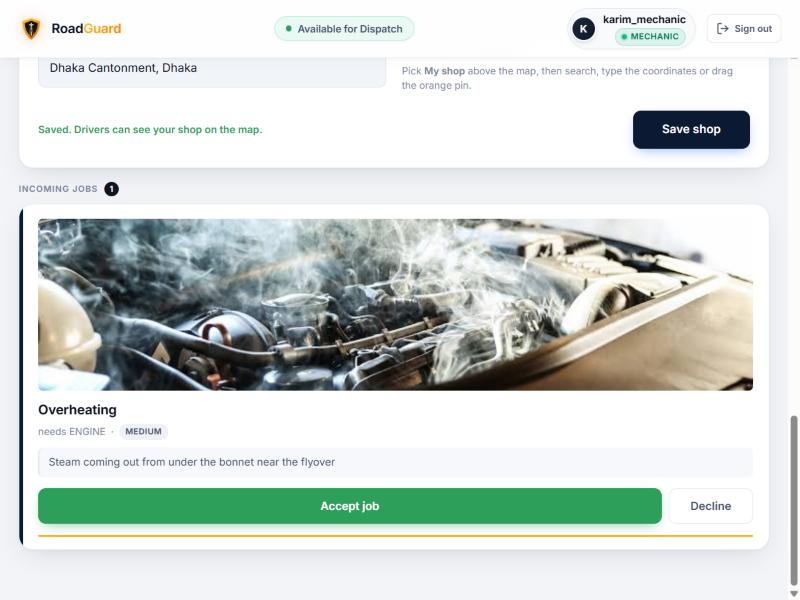 RoadGuard
Available for Dispatch
K
karim_mechanic
MECHANIC
Sign out
Dhaka Cantonment, Dhaka
Pick My shop above the map, then search, type the coordinates or drag
the orange pin.
Saved. Drivers can see your shop on the map.
Save shop
INCOMING JOBS 1
Overheating
needs ENGINE · MEDIUM
Steam coming out from under the bonnet near the flyover
Accept job
Decline